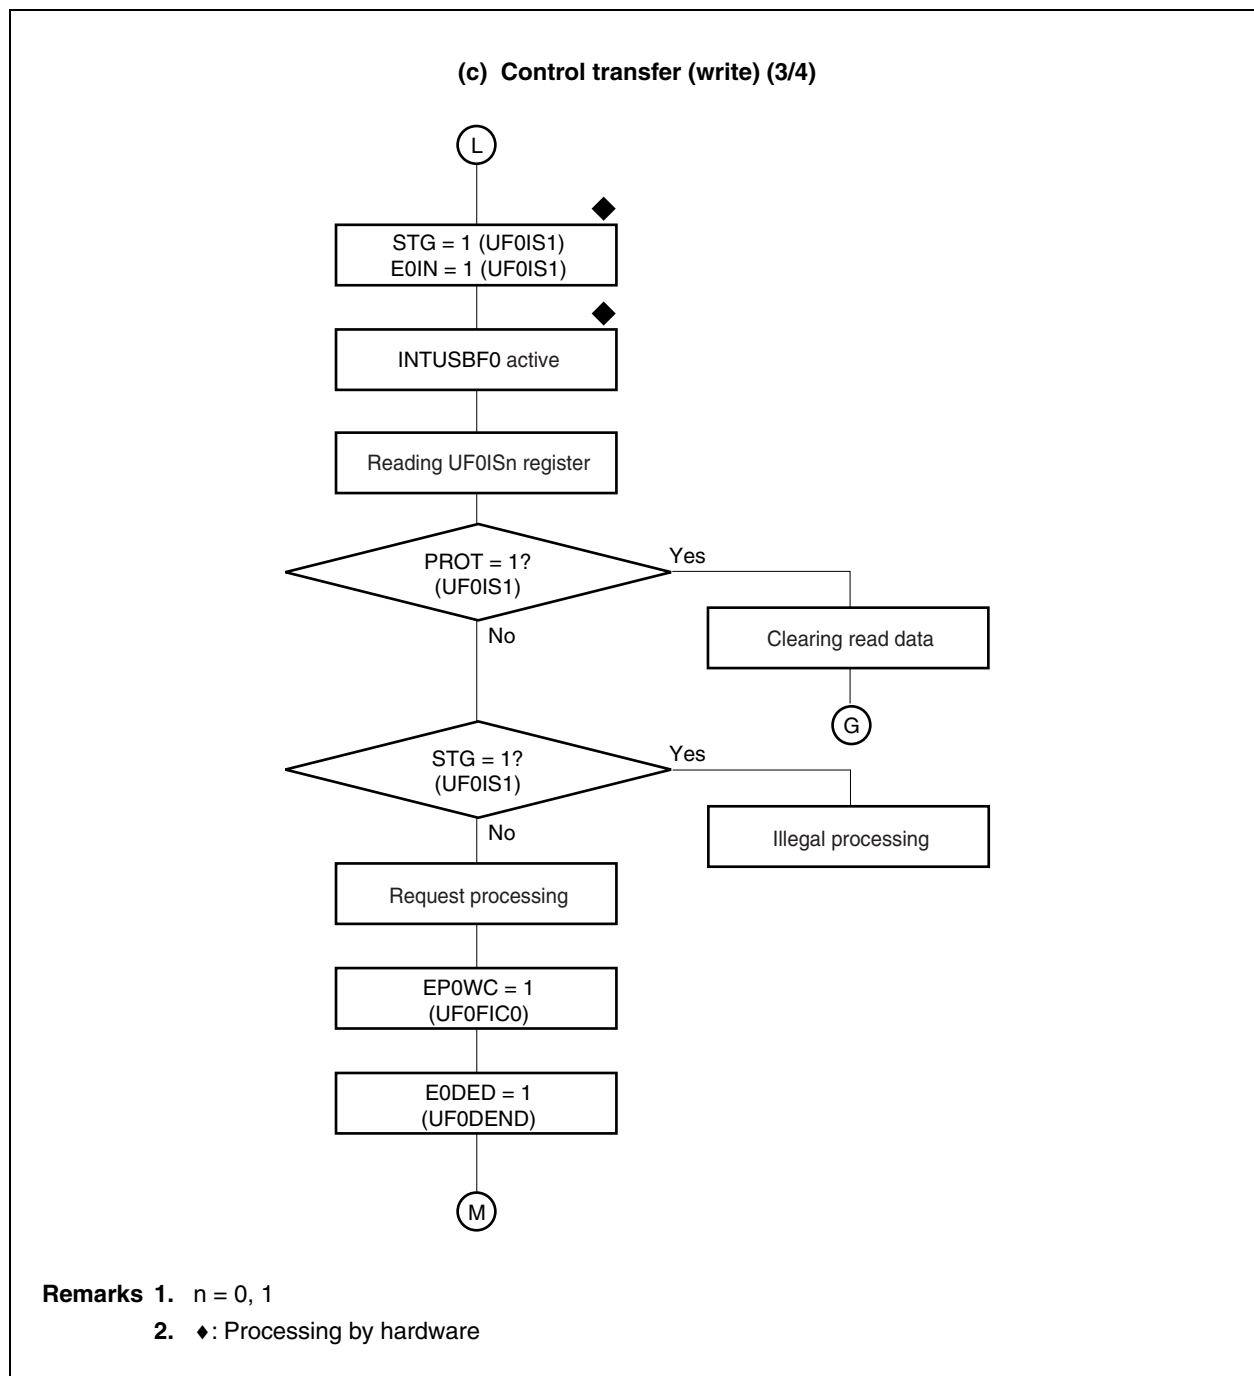 (c) Control transfer (write) (3/4)
L
STG = 1 (UF0IS1)
E0IN = 1 (UF0IS1)
INTUSBF0 active
Reading UF0ISn register
PROT = 1?
(UF0IS1)
Yes
No
Clearing read data
G
STG = 1?
(UF0IS1)
Yes
No
Illegal processing
Request processing
EP0WC = 1
(UF0FIC0)
E0DED = 1
(UF0DEND)
M
Remarks 1. n = 0, 1
2. ♦: Processing by hardware